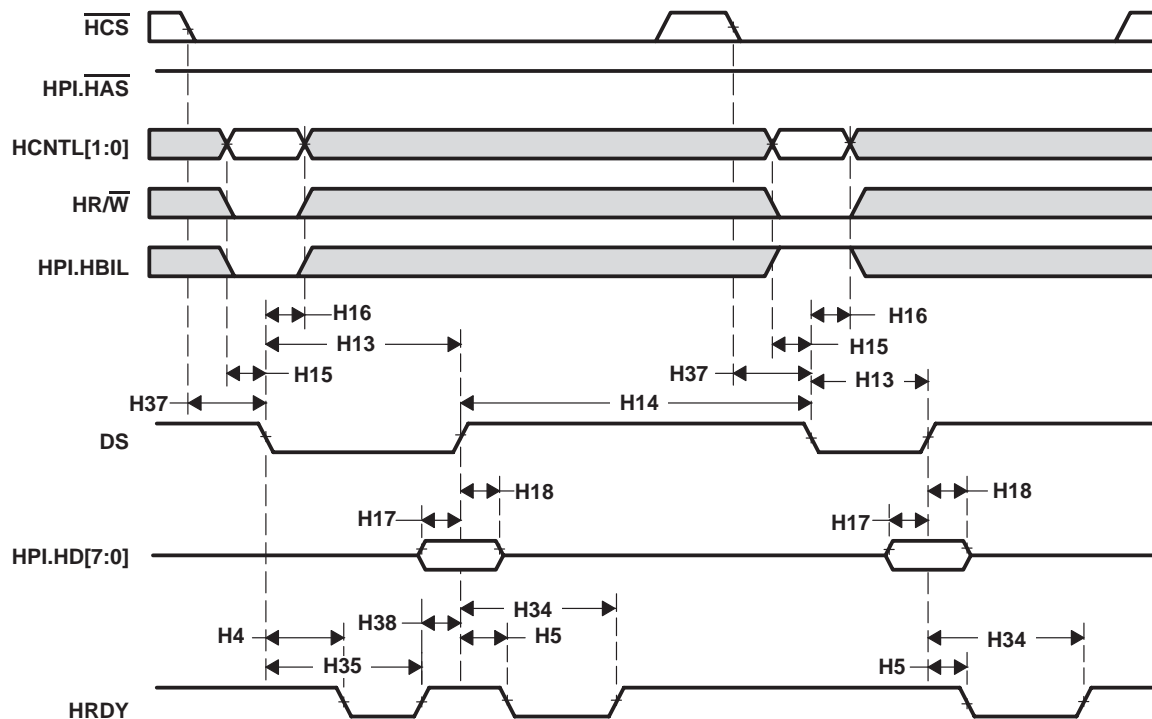 HCS
HPI.HAS
HCNTL[1:0]
HR/W
HPI.HBIL
H16
H16
H13
H15
H15
H37
H13
H37
H14
DS
H18
H18
H17
H17
HPI.HD[7:0]
H34
H38
H4
H5
H34
H35
H5
HRDY